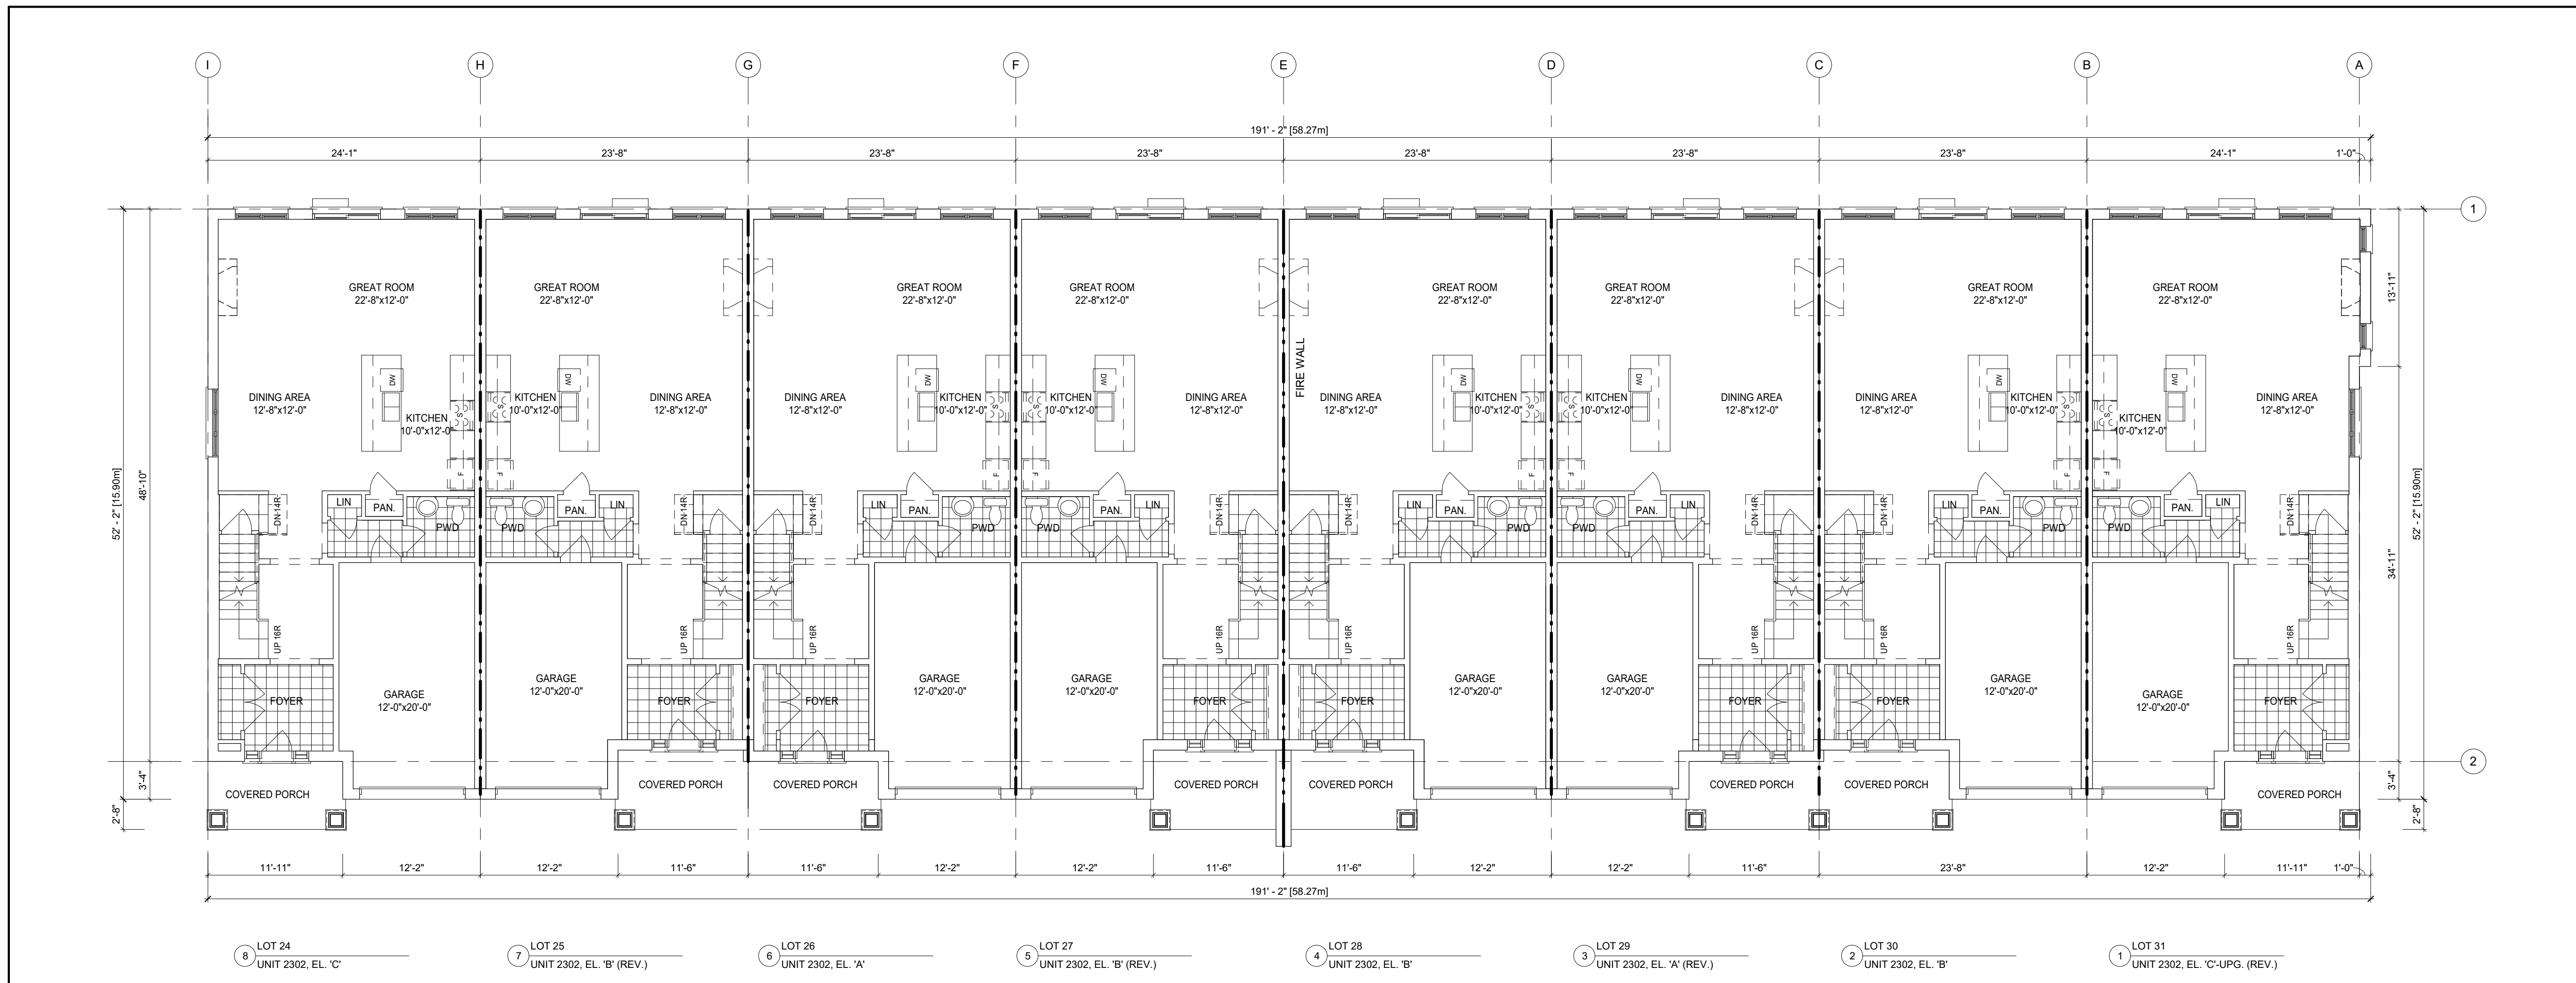 I H G F E D C B A
191' - 2" [58.27m]
24'-1" 23'-8" 23'-8" 23'-8" 23'-8" 23'-8" 23'-8" 24'-1" 1'-0"
1
GREAT ROOM GREAT ROOM GREAT ROOM GREAT ROOM GREAT ROOM GREAT ROOM GREAT ROOM GREAT ROOM
22'-8"x12'-0" 22'-8"x12'-0" 22'-8"x12'-0" 22'-8"x12'-0" 22'-8"x12'-0" 22'-8"x12'-0" 22'-8"x12'-0" 22'-8"x12'-0"
13'-11"
FIRE WALL
DW DW DW DW DW DW DW DW
DINING AREA KITCHEN DINING AREA DINING AREA KITCHEN KITCHEN DINING AREA DINING AREA KITCHEN KITCHEN DINING AREA DINING AREA KITCHEN DINING AREA
12'-8"x12'-0" 10'-0"x12'-0" 12'-8"x12'-0" 12'-8"x12'-0" 10'-0"x12'-0" 10'-0"x12'-0" 12'-8"x12'-0" 12'-8"x12'-0" 10'-0"x12'-0" 10'-0"x12'-0" 12'-8"x12'-0" 12'-8"x12'-0" 10'-0"x12'-0" 12'-8"x12'-0"
S S S S S S S S
KITCHEN KITCHEN
10'-0"x12'-0" 10'-0"x12'-0"
F F F F F F F F
52' - 2" [15.90m]
48'-10"
52' - 2" [15.90m]
34'-11"
LIN PAN. PAN. LIN LIN PAN. PAN. LIN LIN PAN. PAN. LIN LIN PAN. PAN. LIN
DN 14R DN 14R DN 14R DN 14R DN 14R DN 14R DN 14R DN 14R
PWD PWD PWD PWD PWD PWD PWD PWD
UP 16R UP 16R UP 16R UP 16R UP 16R UP 16R UP 16R UP 16R
GARAGE GARAGE GARAGE GARAGE GARAGE GARAGE
12'-0"x20'-0" 12'-0"x20'-0" 12'-0"x20'-0" 12'-0"x20'-0" 12'-0"x20'-0" 12'-0"x20'-0"
GARAGE GARAGE
12'-0"x20'-0" 12'-0"x20'-0"
FOYER FOYER FOYER FOYER FOYER FOYER FOYER FOYER
2
3'-4" 3'-4"
COVERED PORCH COVERED PORCH COVERED PORCH COVERED PORCH COVERED PORCH COVERED PORCH
COVERED PORCH COVERED PORCH
2'-8" 2'-8"
11'-11" 12'-2" 12'-2" 11'-6" 11'-6" 12'-2" 12'-2" 11'-6" 11'-6" 12'-2" 12'-2" 11'-6" 23'-8" 12'-2" 11'-11" 1'-0"
191' - 2" [58.27m]
8 LOT 24
UNIT 2302, EL. 'C'
7 LOT 25
UNIT 2302, EL. 'B' (REV.)
6 LOT 26
UNIT 2302, EL. 'A'
5 LOT 27
UNIT 2302, EL. 'B' (REV.)
4 LOT 28
UNIT 2302, EL. 'B'
3 LOT 29
UNIT 2302, EL. 'A' (REV.)
2 LOT 30
UNIT 2302, EL. 'B'
1 LOT 31
UNIT 2302, EL. 'C'-UPG. (REV.)